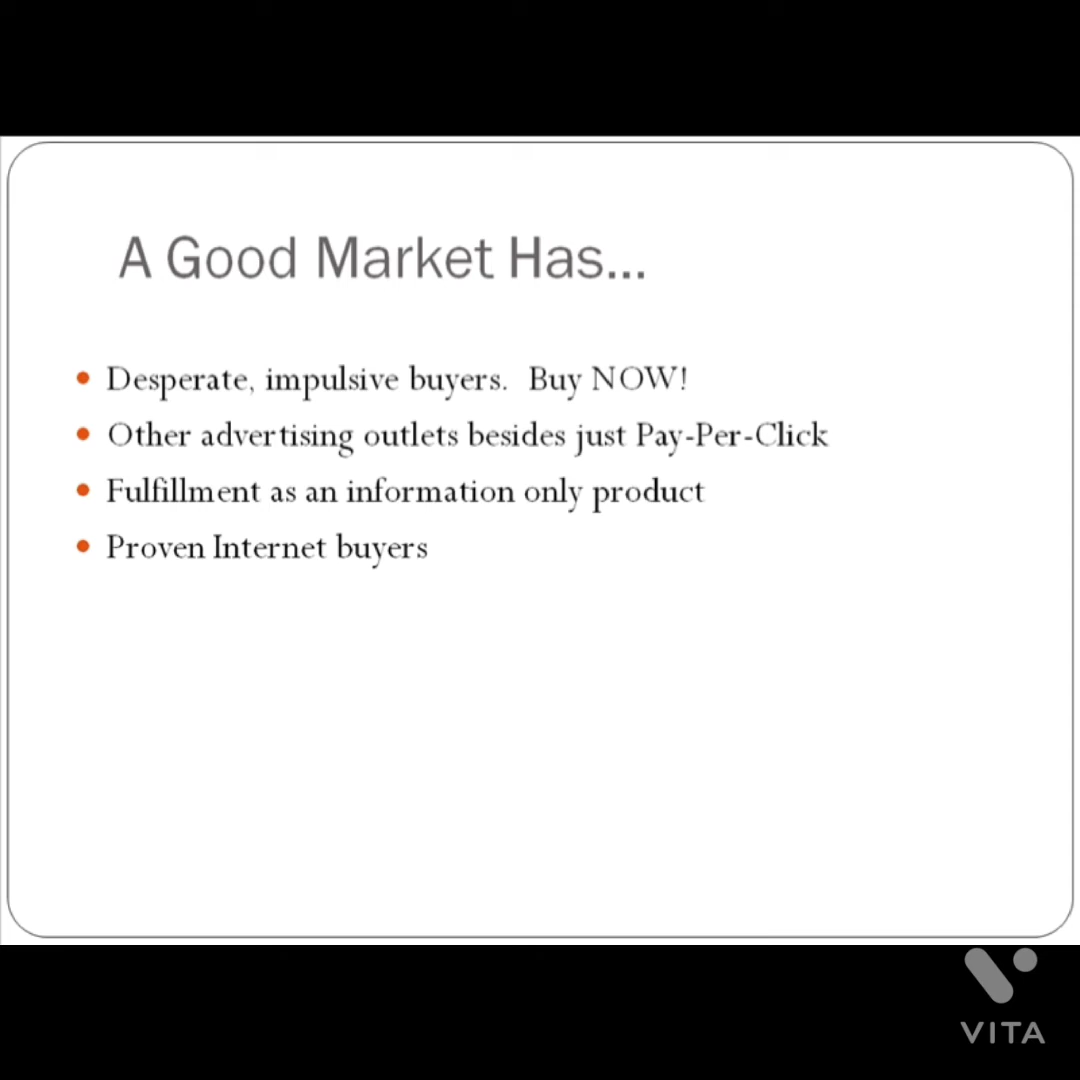 A Good Market Has...
Desperate, impulsive buyers. Buy NOW!
Other advertising outlets besides just Pay-Per-Click
Fulfillment as an information only product
Proven Internet buyers
VITA